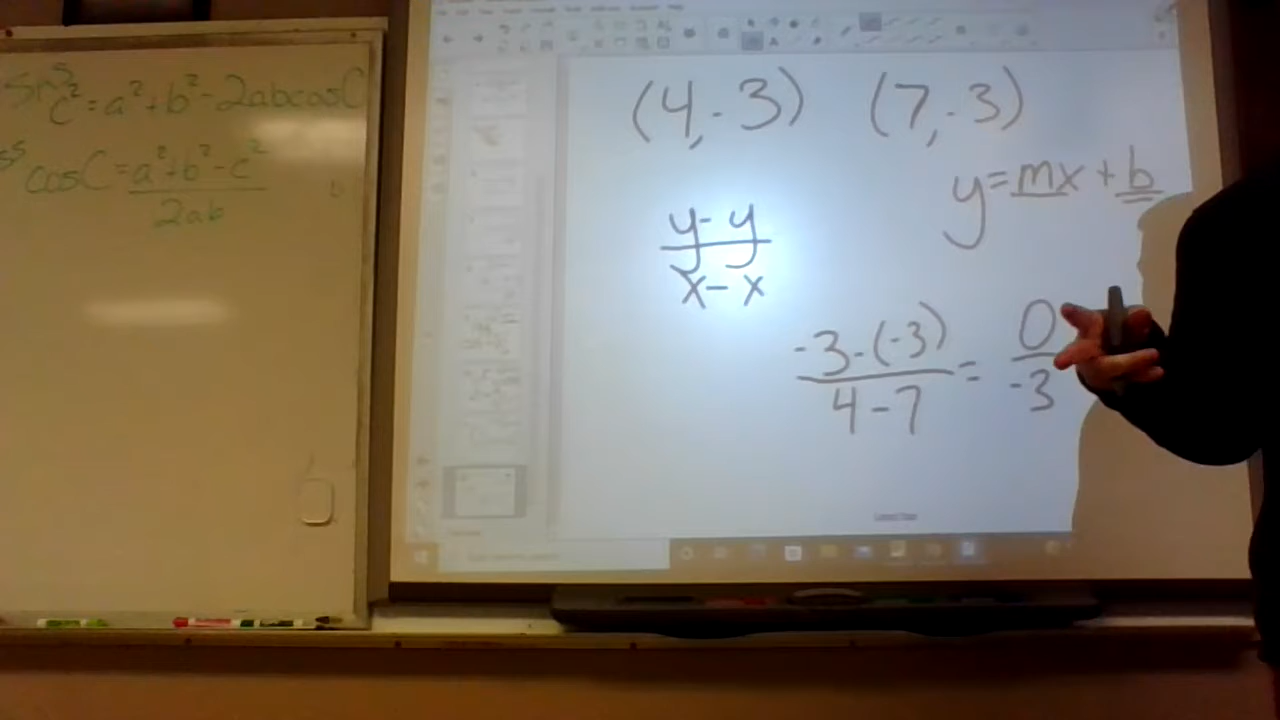 c² = a² + b² - 2abcosC
cosC = a² + b² - c²
2ab
(4, -3) (7, -3)
y = mx + b
y - y
x - x
-3 - (-3) = 0
4 - 7 -3